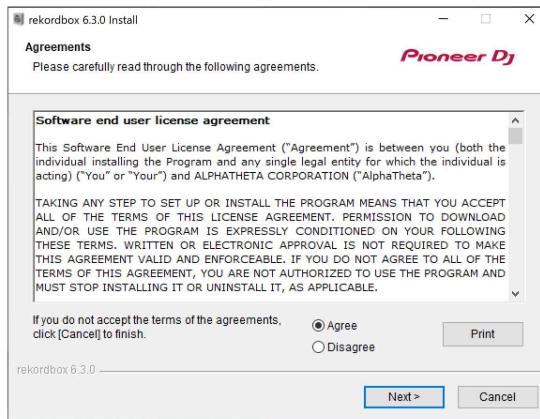 rekordbox 6.3.0 Install
Agreements
Please carefully read through the following agreements.
Pioneer Dj
Software end user license agreement
This Software End User License Agreement (“Agreement”) is between you (both the
individual installing the Program and any single legal entity for which the individual is
acting) (“You” or “Your”) and ALPHATHETA CORPORATION (“AlphaTheta”).
TAKING ANY STEP TO SET UP OR INSTALL THE PROGRAM MEANS THAT YOU ACCEPT
ALL OF THE TERMS OF THIS LICENSE AGREEMENT. PERMISSION TO DOWNLOAD
AND/OR USE THE PROGRAM IS EXPRESSLY CONDITIONED ON YOUR FOLLOWING
THESE TERMS. WRITTEN OR ELECTRONIC APPROVAL IS NOT REQUIRED TO MAKE
THIS AGREEMENT VALID AND ENFORCEABLE. IF YOU DO NOT AGREE TO ALL OF THE
TERMS OF THIS AGREEMENT, YOU ARE NOT AUTHORIZED TO USE THE PROGRAM AND
MUST STOP INSTALLING IT OR UNINSTALL IT, AS APPLICABLE.
If you do not accept the terms of the agreements,
click [Cancel] to finish.
Agree
Disagree
Print
rekordbox 6.3.0
Next >
Cancel